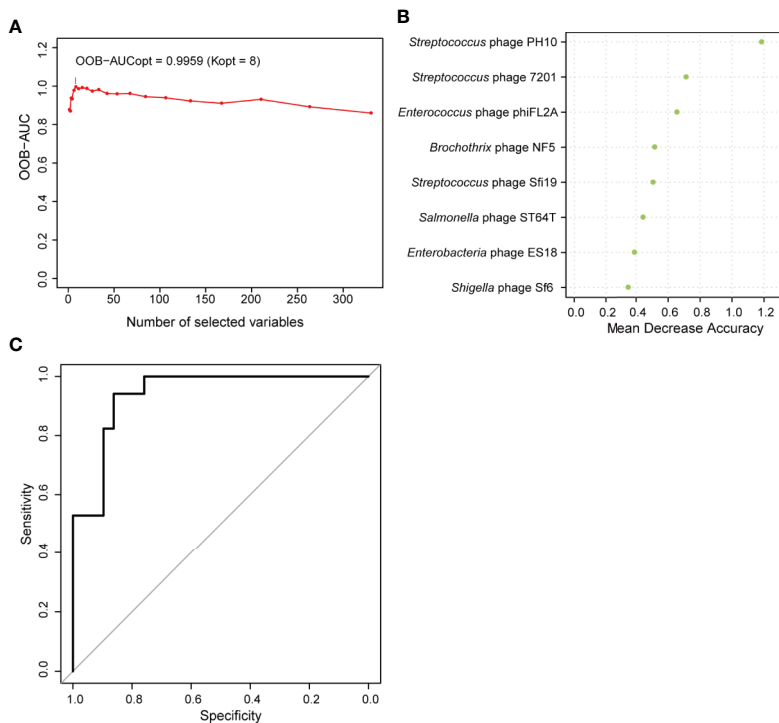 A
OOB-AUCopt = 0.9959 (Kopt = 8)
OOB−AUC
1.2
1.0
0.8
0.6
0.4
0.2
0.0
0 50 100 150 200 250 300
Number of selected variables
B
Streptococcus phage PH10
Streptococcus phage 7201
Enterococcus phage phiFL2A
Brochothrix phage NF5
Streptococcus phage Sfi19
Salmonella phage ST64T
Enterobacteria phage ES18
Shigella phage Sf6
0.0 0.2 0.4 0.6 0.8 1.0 1.2
Mean Decrease Accuracy
C
Sensitivity
1.0
0.8
0.6
0.4
0.2
0.0
1.0 0.8 0.6 0.4 0.2 0.0
Specificity